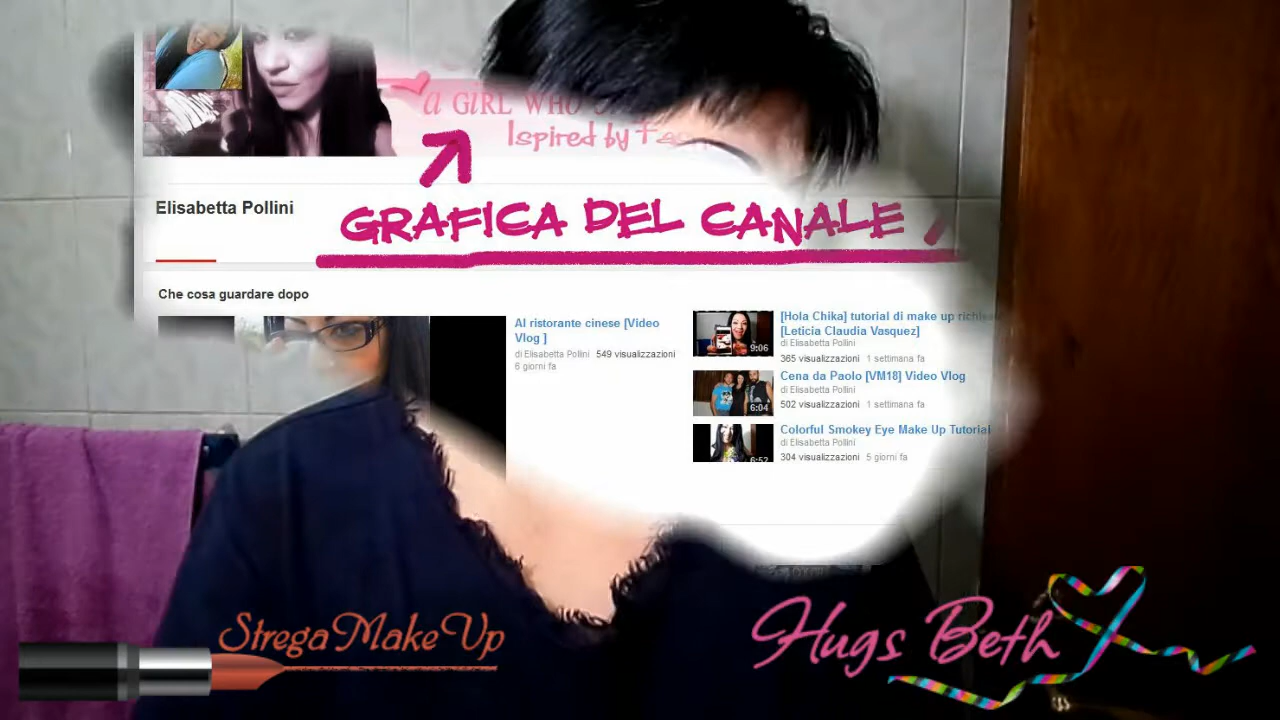 a GIRL WHO
Ispired by
GRAFICA DEL CANALE
Elisabetta Pollini
Che cosa guardare dopo
Al ristorante cinese [Video
Vlog ]
di Elisabetta Pollini 549 visualizzazioni
6 giorni fa
9:06
[Hola Chika] tutorial di make up
[Leticia Claudia Vasquez]
di Elisabetta Pollini
365 visualizzazioni 1 settimana fa
6:04
Cena da Paolo [VM18] Video Vlog
di Elisabetta Pollini
502 visualizzazioni 1 settimana fa
6:52
Colorful Smokey Eye Make Up Tutorial
di Elisabetta Pollini
304 visualizzazioni 5 giorni fa
StregaMakeUp
Hugs Beth